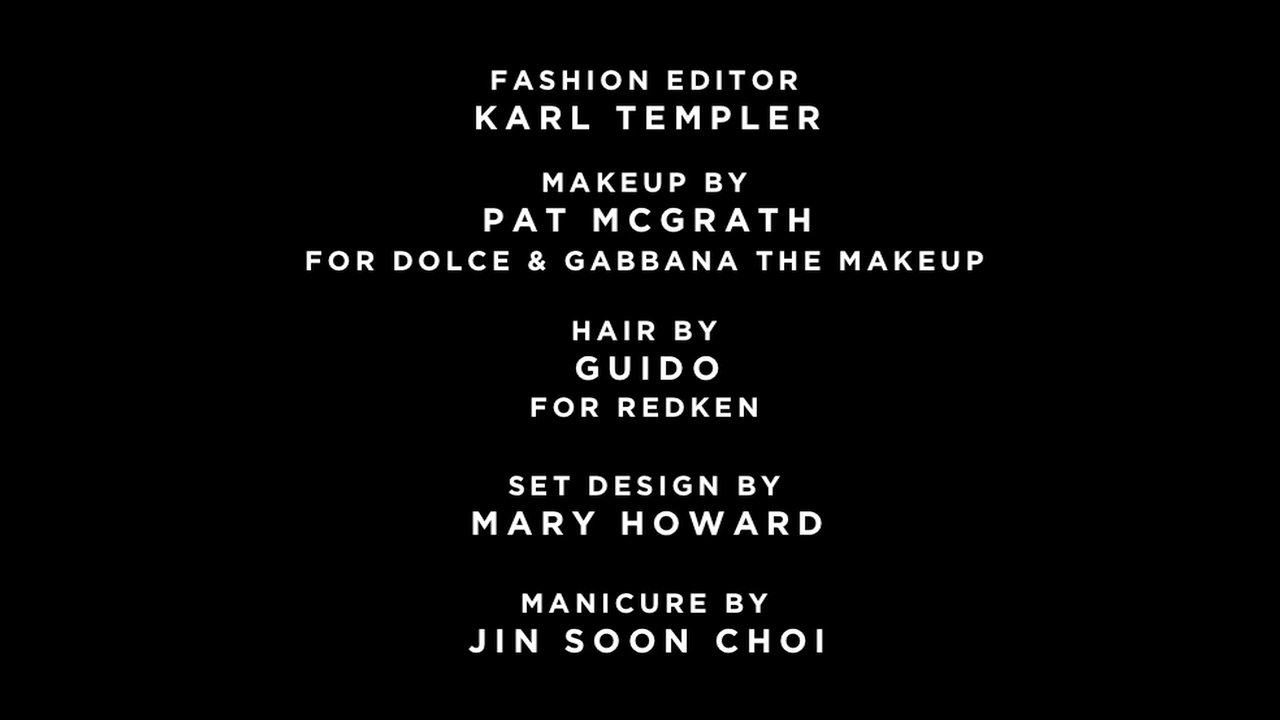 FASHION EDITOR
KARL TEMPLER
MAKEUP BY
PAT MCGRATH
FOR DOLCE & GABBANA THE MAKEUP
HAIR BY
GUIDO
FOR REDKEN
SET DESIGN BY
MARY HOWARD
MANICURE BY
JIN SOON CHOI